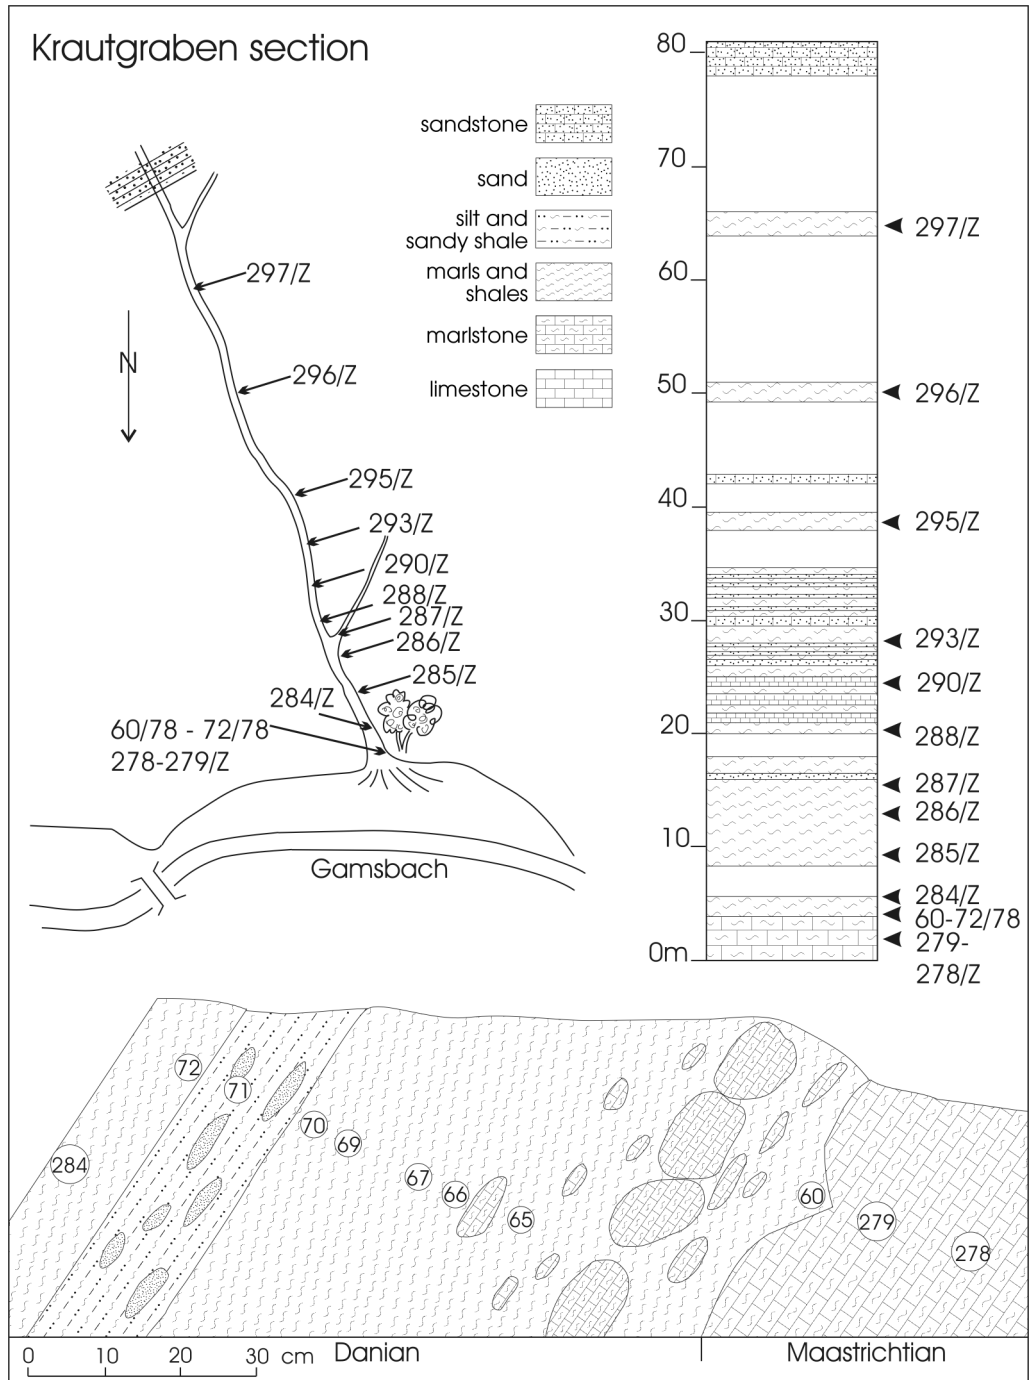 Krautgraben section
sandstone
sand
silt and
sandy shale
marls and
shales
marlstone
limestone
N
297/Z
296/Z
295/Z
293/Z
290/Z
288/Z
287/Z
286/Z
285/Z
284/Z
60/78 - 72/78
278-279/Z
Gamsbach
80
70
60
50
40
30
20
10
0m
297/Z
296/Z
295/Z
293/Z
290/Z
288/Z
287/Z
286/Z
285/Z
284/Z
60-72/78
279-
278/Z
72
71
70
69
284
67
66
65
60
279
278
0 10 20 30 cm
Danian
Maastrichtian